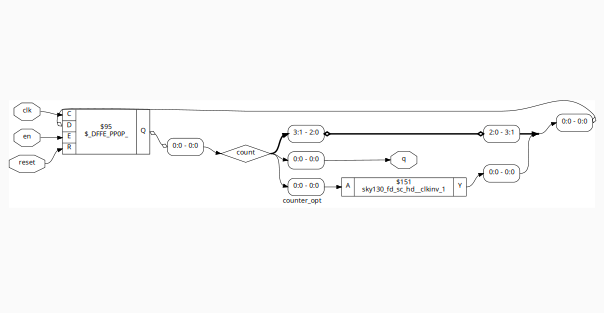 clk
en
reset
C
D
E
R
$95
$_DFFE_PP0P_
Q
0:0 - 0:0
count
3:1 - 2:0
0:0 - 0:0
0:0 - 0:0
q
A
$151
sky130_fd_sc_hd__clkinv_1
Y
2:0 - 3:1
0:0 - 0:0
0:0 - 0:0
counter_opt